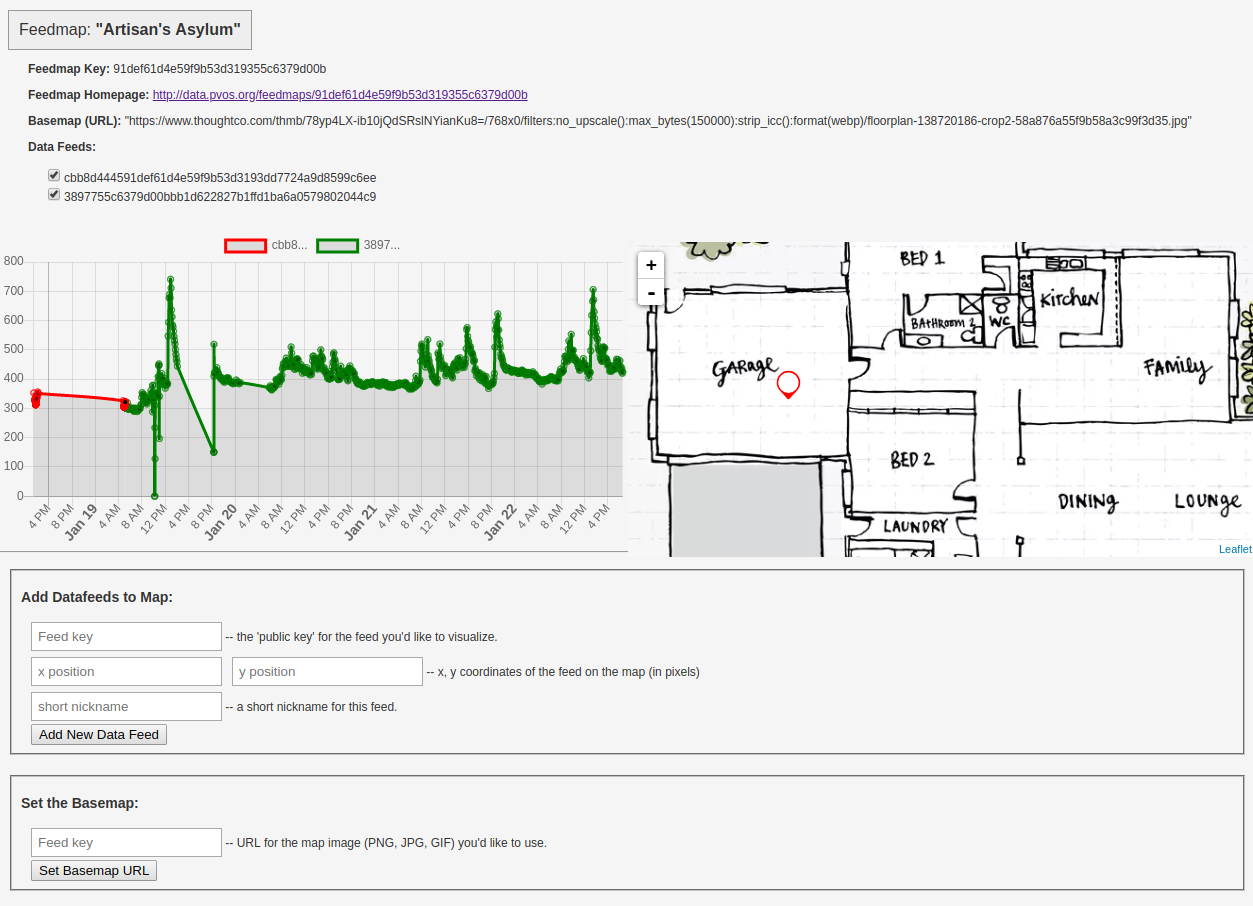 Feedmap: "Artisan's Asylum"
Feedmap Key: 91def61d4e59f9b53d319355c6379d00b
Feedmap Homepage: http://data.pvos.org/feedmaps/91def61d4e59f9b53d319355c6379d00b
Basemap (URL): "https://www.thoughtco.com/thmb/78yp4LX-ib10jQdSRslNYianKu8=/768x0/filters:no_upscale():max_bytes(150000):strip_icc():format(webp)/floorplan-138720186-crop2-58a876a55f9b58a3c99f3d35.jpg"
Data Feeds:
cbb8d444591def61d4e59f9b53d3193dd7724a9d8599c6ee
3897755c6379d00bbb1d622827b1ffd1ba6a0579802044c9
cbb8... 3897...
800
700
600
500
400
300
200
100
0
4 PM 8 PM Jan 19 4 AM 8 AM 12 PM 4 PM 8 PM Jan 20 4 AM 8 AM 12 PM 4 PM 8 PM Jan 21 4 AM 8 AM 12 PM 4 PM 8 PM Jan 22 4 AM 8 AM 12 PM 4 PM
+
-
BED 1
KitcheN
BAtHROOM 2 WC
GARAGE
FAMILY
BED 2
DINING LOUNGE
LAUNDRY
Leaflet
Add Datafeeds to Map:
Feed key -- the 'public key' for the feed you'd like to visualize.
x position y position -- x, y coordinates of the feed on the map (in pixels)
short nickname -- a short nickname for this feed.
Add New Data Feed
Set the Basemap:
Feed key -- URL for the map image (PNG, JPG, GIF) you'd like to use.
Set Basemap URL